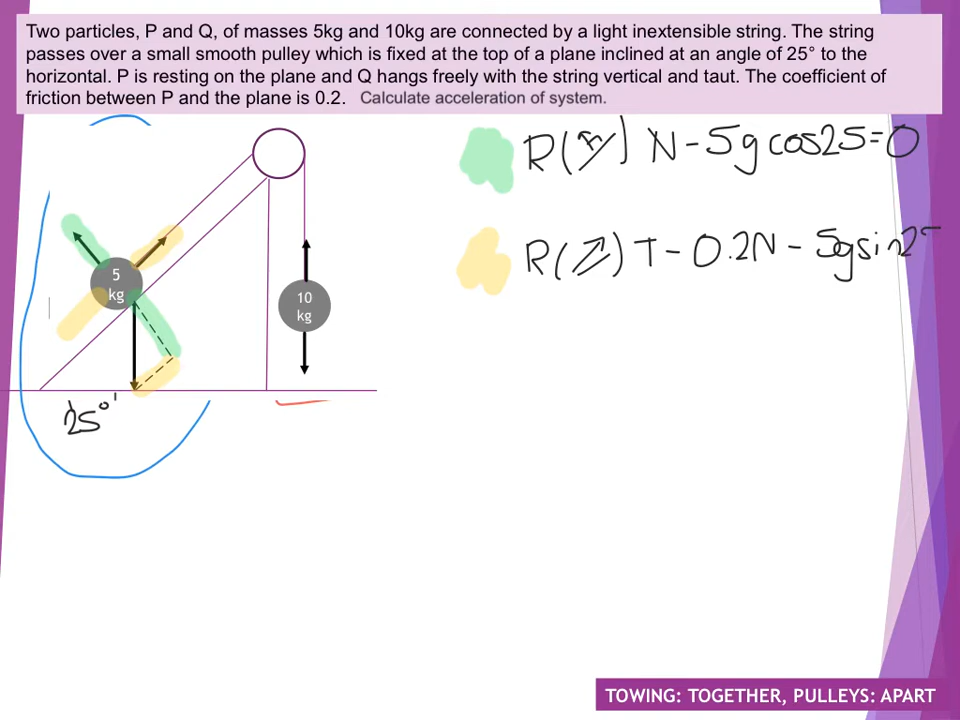 Two particles, P and Q, of masses 5kg and 10kg are connected by a light inextensible string. The string
passes over a small smooth pulley which is fixed at the top of a plane inclined at an angle of 25° to the
horizontal. P is resting on the plane and Q hangs freely with the string vertical and taut. The coefficient of
friction between P and the plane is 0.2. Calculate acceleration of system.
R(↖) N - 5g cos25 = 0
R(↗) T - 0.2N - 5g sin25
5
kg
10
kg
25°
TOWING: TOGETHER, PULLEYS: APART